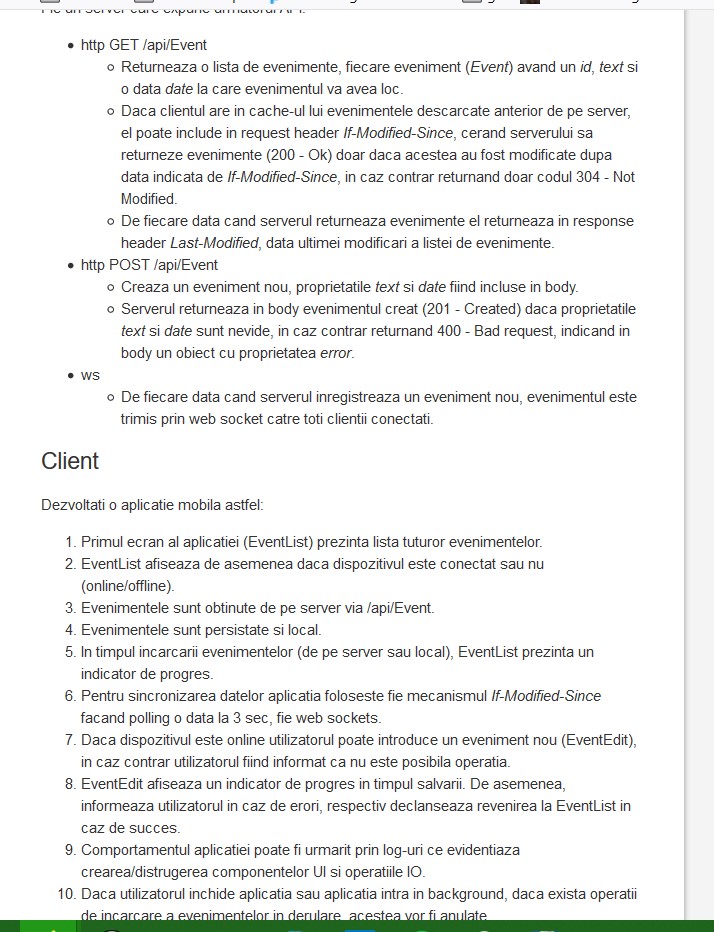 http GET /api/Event
Returneaza o lista de evenimente, fiecare eveniment (Event) avand un id, text si
o data date la care evenimentul va avea loc.
Daca clientul are in cache-ul lui evenimentele descarcate anterior de pe server,
el poate include in request header If-Modified-Since, cerand serverului sa
returneze evenimente (200 - Ok) doar daca acestea au fost modificate dupa
data indicata de If-Modified-Since, in caz contrar returnand doar codul 304 - Not
Modified.
De fiecare data cand serverul returneaza evenimente el returneaza in response
header Last-Modified, data ultimei modificari a listei de evenimente.
http POST /api/Event
Creaza un eveniment nou, proprietatile text si date fiind incluse in body.
Serverul returneaza in body evenimentul creat (201 - Created) daca proprietatile
text si date sunt nevide, in caz contrar returnand 400 - Bad request, indicand in
body un obiect cu proprietatea error.
ws
De fiecare data cand serverul inregistreaza un eveniment nou, evenimentul este
trimis prin web socket catre toti clientii conectati.
Client
Dezvoltati o aplicatie mobila astfel:
1. Primul ecran al aplicatiei (EventList) prezinta lista tuturor evenimentelor.
2. EventList afiseaza de asemenea daca dispozitivul este conectat sau nu
(online/offline).
3. Evenimentele sunt obtinute de pe server via /api/Event.
4. Evenimentele sunt persistate si local.
5. In timpul incarcarii evenimentelor (de pe server sau local), EventList prezinta un
indicator de progres.
6. Pentru sincronizarea datelor aplicatia foloseste fie mecanismul If-Modified-Since
facand polling o data la 3 sec, fie web sockets.
7. Daca dispozitivul este online utilizatorul poate introduce un eveniment nou (EventEdit),
in caz contrar utilizatorul fiind informat ca nu este posibila operatia.
8. EventEdit afiseaza un indicator de progres in timpul salvarii. De asemenea,
informeaza utilizatorul in caz de erori, respectiv declanseaza revenirea la EventList in
caz de succes.
9. Comportamentul aplicatiei poate fi urmarit prin log-uri ce evidentiaza
crearea/distrugerea componentelor UI si operatiile IO.
10. Daca utilizatorul inchide aplicatia sau aplicatia intra in background, daca exista operatii
de incarcare a evenimentelor in derulare, acestea vor fi anulate